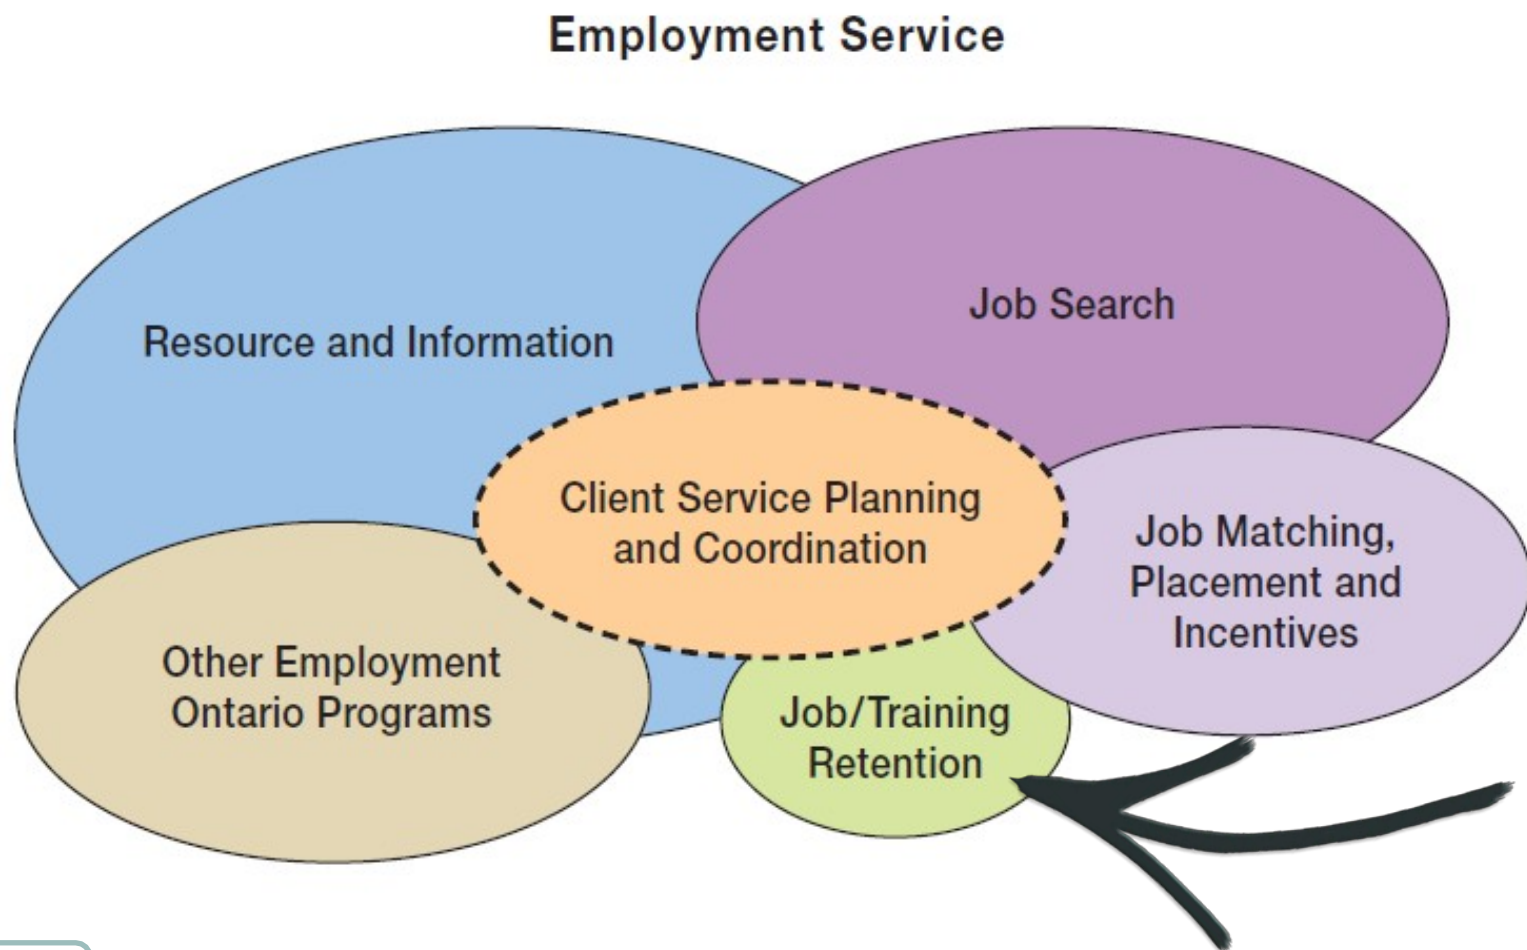 Employment Service
Resource and Information
Job Search
Client Service Planning
and Coordination
Job Matching,
Placement and
Incentives
Other Employment
Ontario Programs
Job/Training
Retention